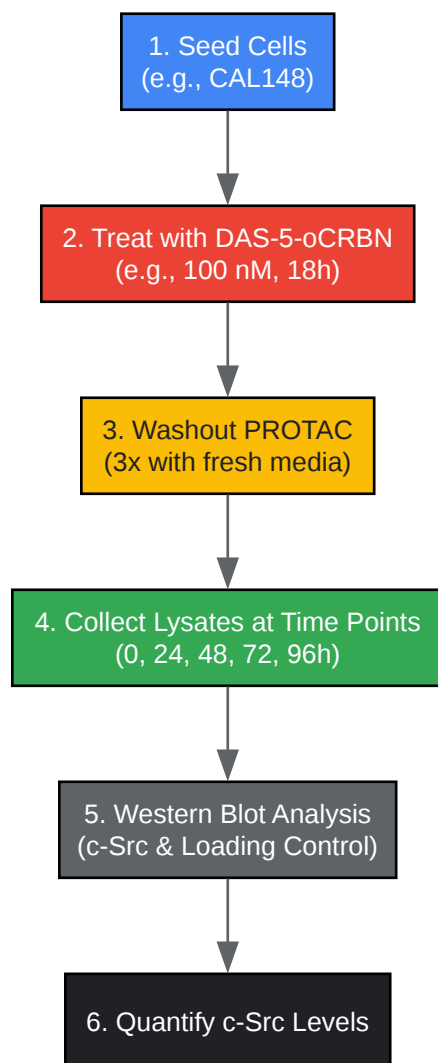 1. Seed Cells
(e.g., CAL148)
2. Treat with DAS-5-oCRBN
(e.g., 100 nM, 18h)
3. Washout PROTAC
(3x with fresh media)
4. Collect Lysates at Time Points
(0, 24, 48, 72, 96h)
5. Western Blot Analysis
(c-Src & Loading Control)
6. Quantify c-Src Levels